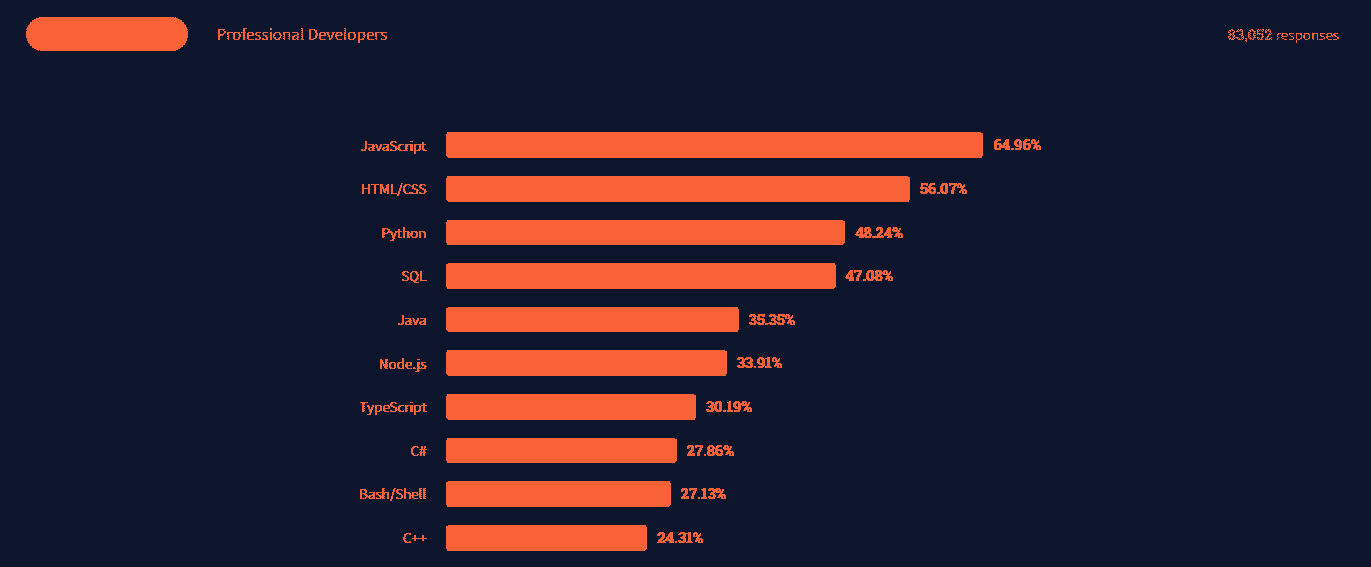 Professional Developers
83,052 responses
JavaScript 64.96%
HTML/CSS 56.07%
Python 48.24%
SQL 47.08%
Java 35.35%
Node.js 33.91%
TypeScript 30.19%
C# 27.86%
Bash/Shell 27.13%
C++ 24.31%